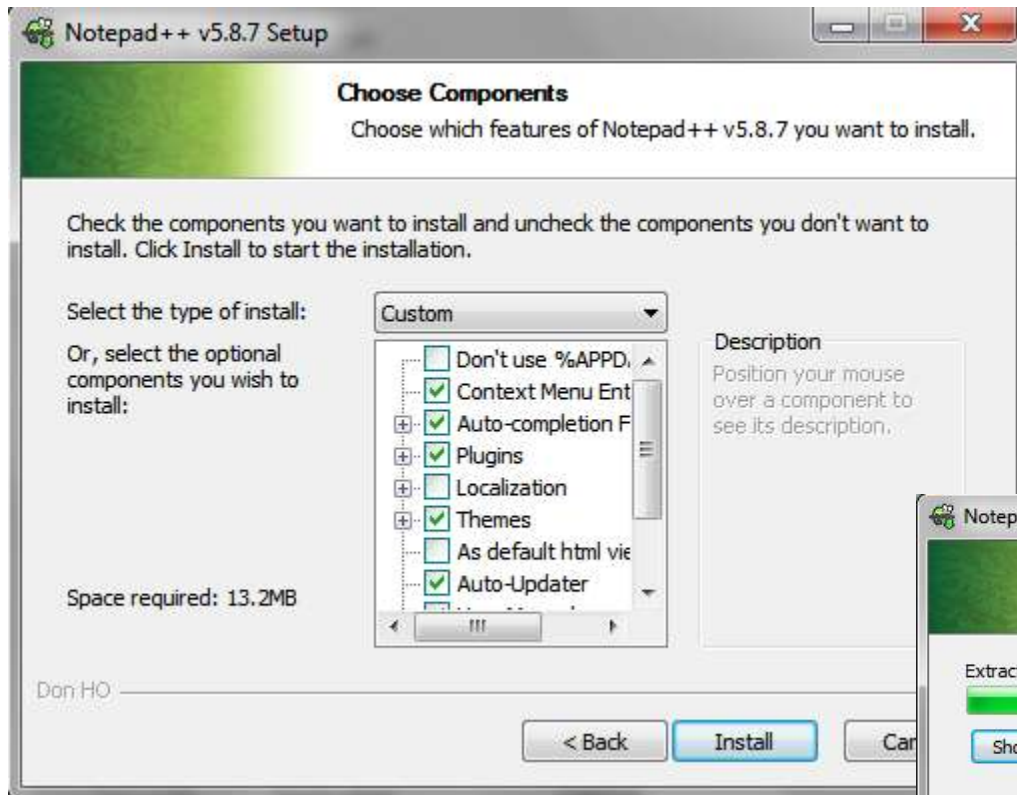 Notepad++ v5.8.7 Setup
Choose Components
Choose which features of Notepad++ v5.8.7 you want to install.
Check the components you want to install and uncheck the components you don't want to
install. Click Install to start the installation.
Select the type of install:
Custom
Or, select the optional
components you wish to
install:
Don't use %APPD
Context Menu Ent
Auto-completion F
Plugins
Localization
Themes
As default html vie
Auto-Updater
Description
Position your mouse
over a component to
see its description.
Space required: 13.2MB
Don HO
< Back
Install
Car
Notep
Extrac
Sho